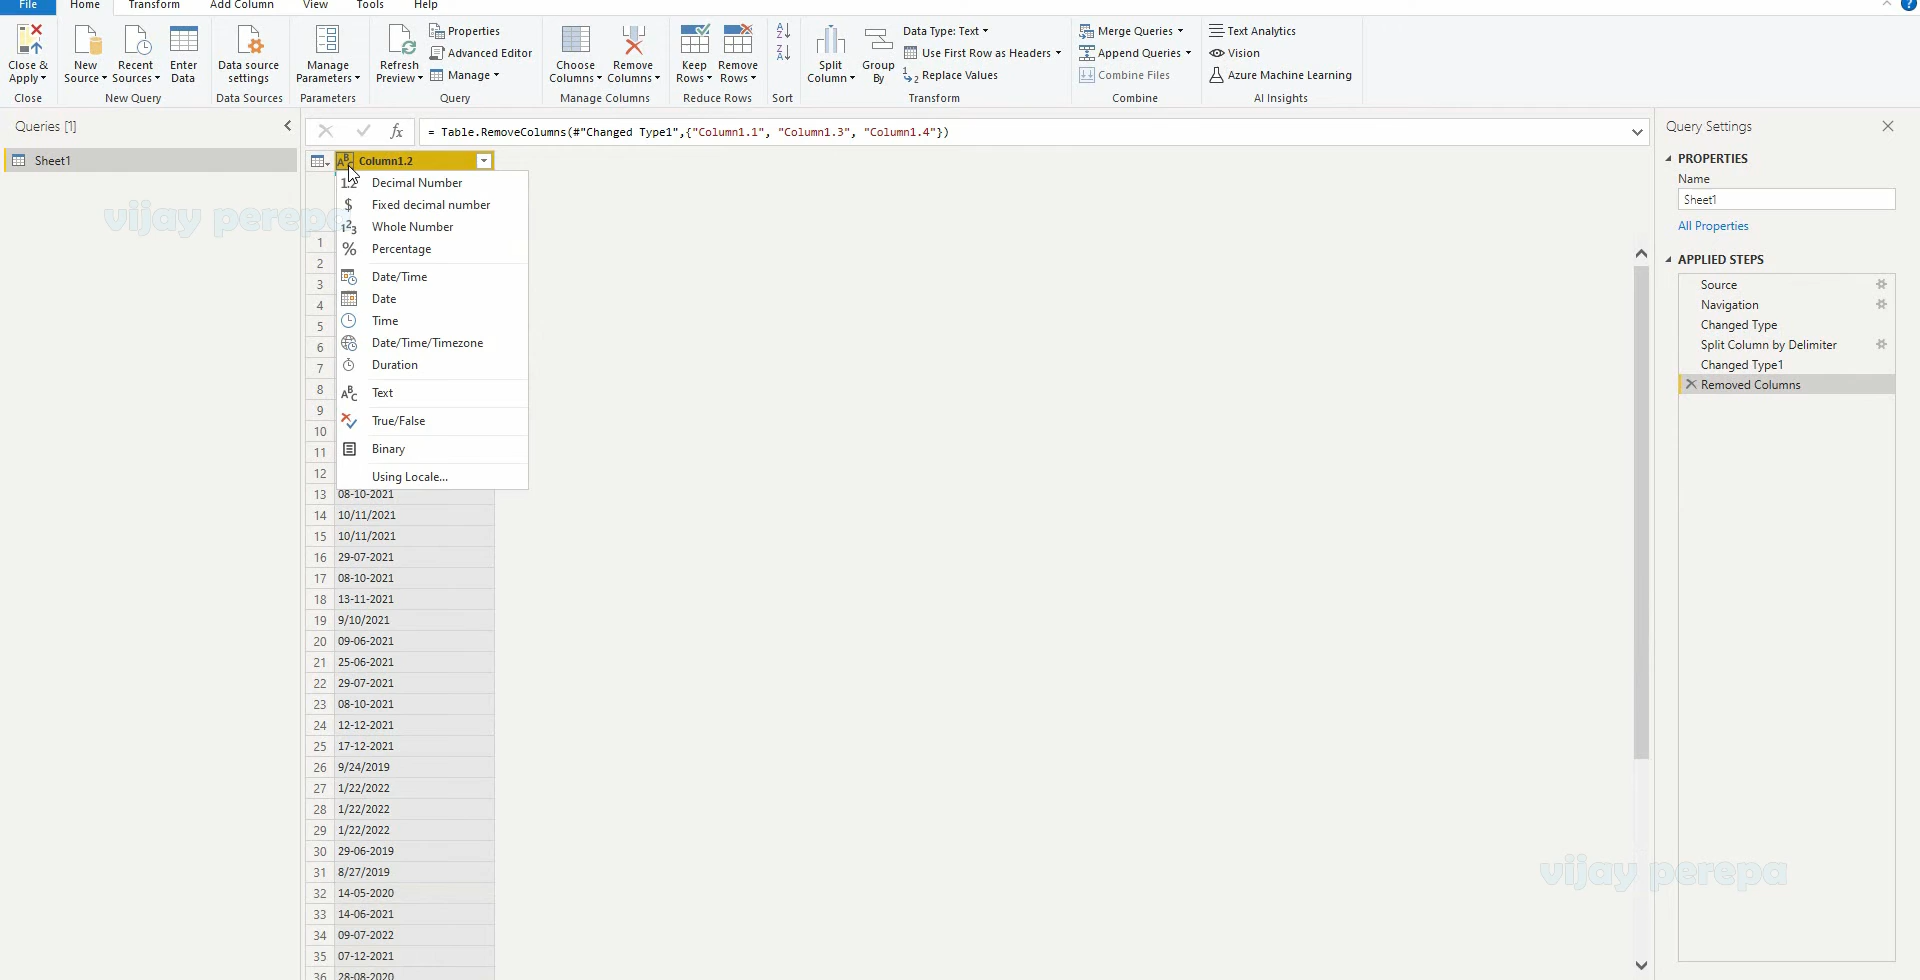 File Home Transform Add Column View Tools Help
Close & Apply
New Source
Recent Sources
Enter Data
Data source settings
Manage Parameters
Refresh Preview
Properties
Advanced Editor
Manage
Choose Columns
Remove Columns
Keep Rows
Remove Rows
Split Column
Group By
Data Type: Text
Use First Row as Headers
Replace Values
Merge Queries
Append Queries
Combine Files
Text Analytics
Vision
Azure Machine Learning
Close New Query Data Sources Parameters Query Manage Columns Reduce Rows Sort Transform Combine AI Insights
Queries [1]
Sheet1
= Table.RemoveColumns(#"Changed Type1",{"Column1.1", "Column1.3", "Column1.4"})
Column1.2
1.2 Decimal Number
$ Fixed decimal number
123 Whole Number
% Percentage
Date/Time
Date
Time
Date/Time/Timezone
Duration
ABC Text
True/False
Binary
Using Locale...
1
2
3
4
5
6
7
8
9
10
11
12
13 08-10-2021
14 10/11/2021
15 10/11/2021
16 29-07-2021
17 08-10-2021
18 13-11-2021
19 9/10/2021
20 09-06-2021
21 25-06-2021
22 29-07-2021
23 08-10-2021
24 12-12-2021
25 17-12-2021
26 9/24/2019
27 1/22/2022
28 1/22/2022
29 1/22/2022
30 29-06-2019
31 8/27/2019
32 14-05-2020
33 14-06-2021
34 09-07-2022
35 07-12-2021
36 28-08-2020
Query Settings
PROPERTIES
Name
Sheet1
All Properties
APPLIED STEPS
Source
Navigation
Changed Type
Split Column by Delimiter
Changed Type1
Removed Columns
vijay perepa
vijay perepa